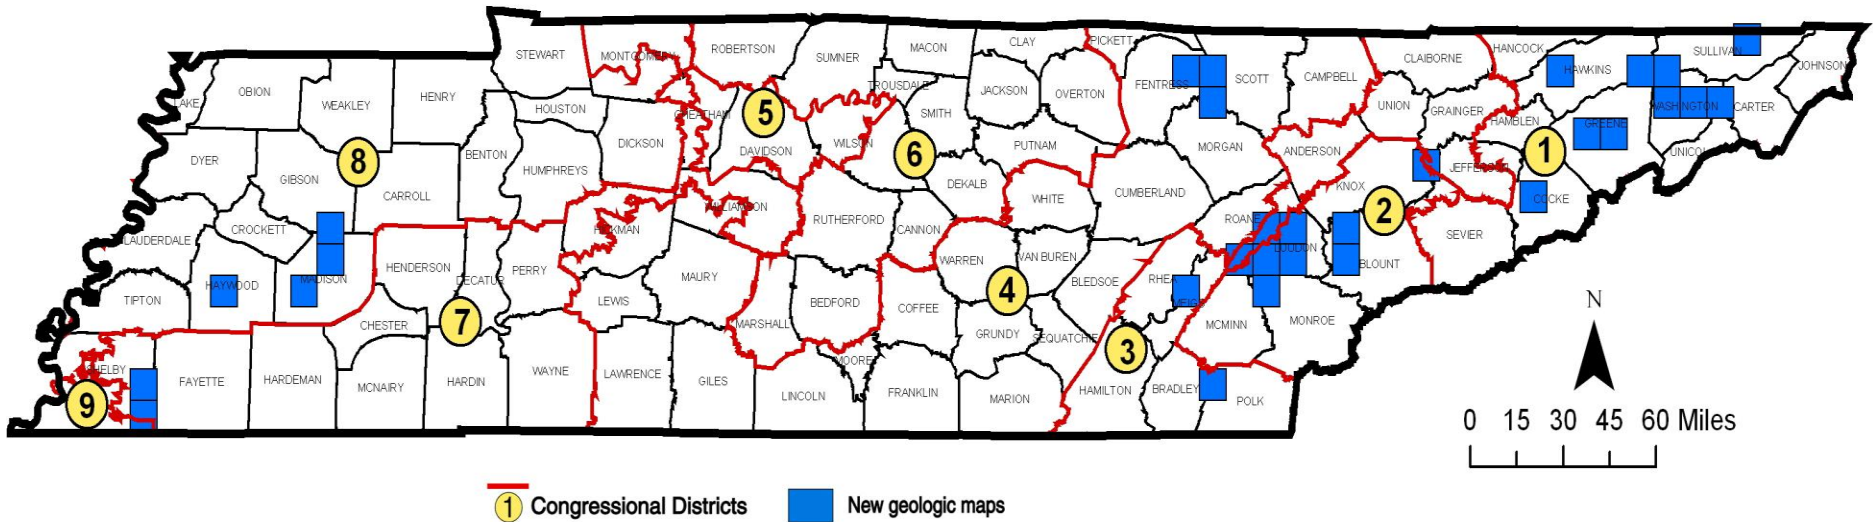 STEWART
MONTGOMERY
ROBERTSON
SUMNER
MACON
CLAY
PICKETT
FENTRESS
SCOTT
CAMPBELL
CLAIBORNE
HANCOCK
HAWKINS
SULLIVAN
JOHNSON
LAKE
OBION
WEAKLEY
HENRY
HOUSTON
CHEATHAM
5
TROUSDALE
SMITH
JACKSON
OVERTON
UNION
GRAINGER
HAMBLEN
WASHINGTON
CARTER
GREENE
DYER
8
GIBSON
BENTON
DICKSON
DAVIDSON
WILSON
6
PUTNAM
MORGAN
ANDERSON
JEFFERSON
1
UNICOI
CARROLL
HUMPHREYS
DEKALB
WHITE
CUMBERLAND
KNOX
2
COCKE
CROCKETT
WILLIAMSON
RUTHERFORD
CANNON
ROANE
SEVIER
LAUDERDALE
HICKMAN
LOUDON
BLOUNT
HENDERSON
DECATUR
PERRY
MAURY
WARREN
VAN BUREN
BLEDSOE
RHEA
MEIGS
TIPTON
HAYWOOD
MADISON
LEWIS
BEDFORD
COFFEE
4
MCMINN
MONROE
N
CHESTER
7
MARSHALL
GRUNDY
SEQUATCHIE
3
SHELBY
9
FAYETTE
HARDEMAN
MCNAIRY
HARDIN
WAYNE
LAWRENCE
GILES
LINCOLN
MOORE
FRANKLIN
MARION
HAMILTON
BRADLEY
POLK
0 15 30 45 60 Miles
1 Congressional Districts
New geologic maps